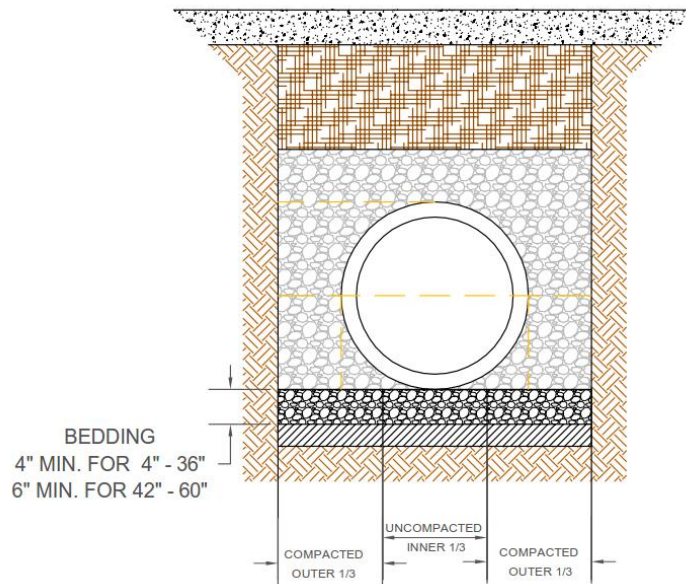 BEDDING
4" MIN. FOR 4" - 36"
6" MIN. FOR 42" - 60"
UNCOMPACTED
INNER 1/3
COMPACTED
OUTER 1/3
COMPACTED
OUTER 1/3